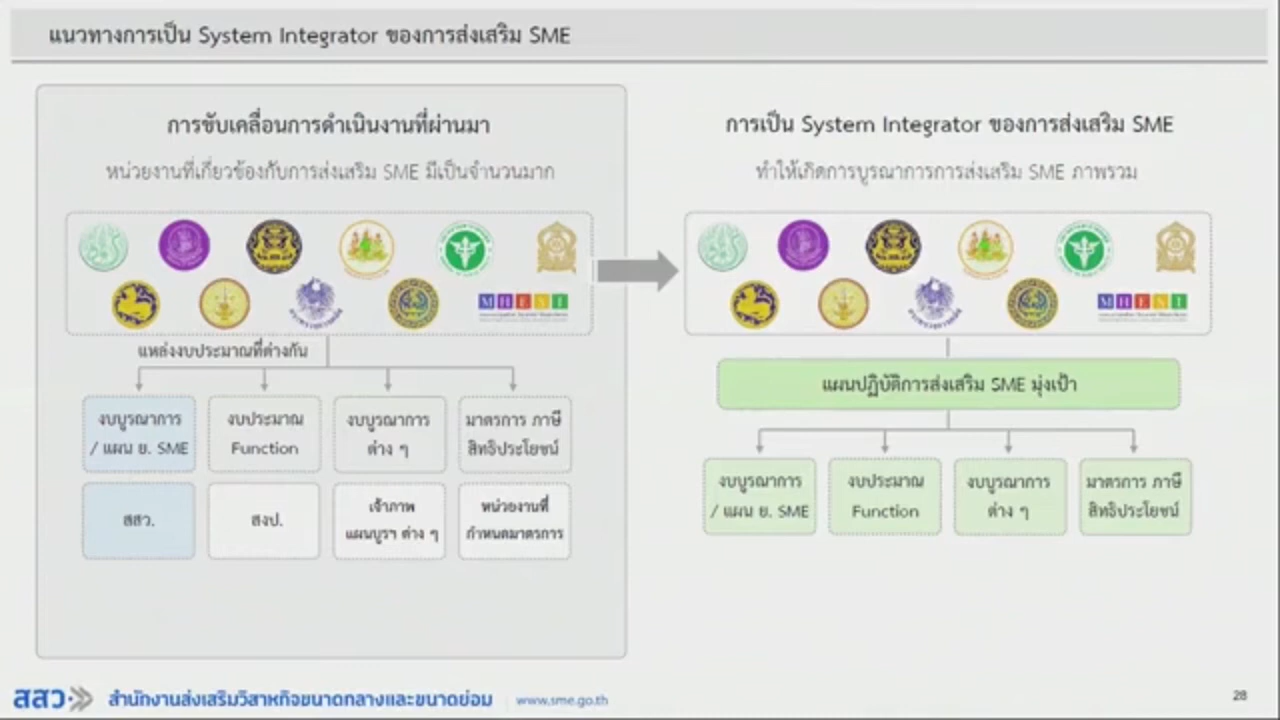 แนวทางการเป็น System Integrator ของการส่งเสริม SME
การขับเคลื่อนการดำเนินงานที่ผ่านมา
หน่วยงานที่เกี่ยวข้องกับการส่งเสริม SME มีเป็นจำนวนมาก
MHESI
แหล่งงบประมาณที่ต่างกัน
งบบูรณาการ
/ แผน ย. SME
งบประมาณ
Function
งบบูรณาการ
ต่าง ๆ
มาตรการ ภาษี
สิทธิประโยชน์
สสว.
สงป.
เจ้าภาพ
แผนบูรฯ ต่าง ๆ
หน่วยงานที่
กำหนดมาตรการ
การเป็น System Integrator ของการส่งเสริม SME
ทำให้เกิดการบูรณาการการส่งเสริม SME ภาพรวม
MHESI
แผนปฏิบัติการส่งเสริม SME มุ่งเป้า
งบบูรณาการ
/ แผน ย. SME
งบประมาณ
Function
งบบูรณาการ
ต่าง ๆ
มาตรการ ภาษี
สิทธิประโยชน์
สสว. สำนักงานส่งเสริมวิสาหกิจขนาดกลางและขนาดย่อม www.sme.go.th
28